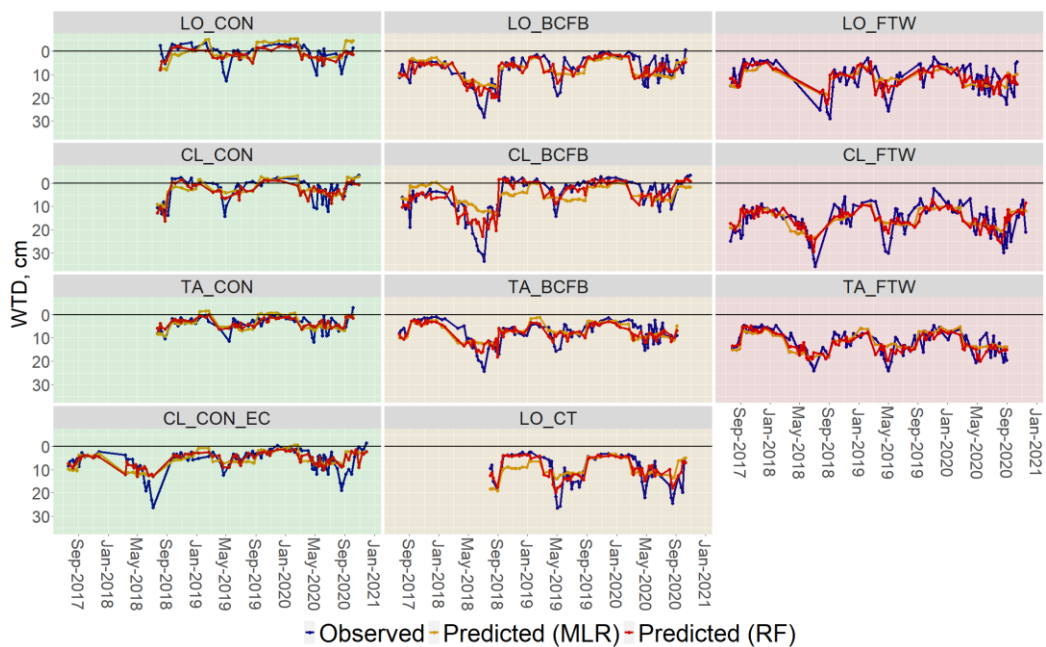 LO_CON LO_BCFB LO_FTW
0
10
20
30
CL_CON CL_BCFB CL_FTW
0
10
20
30
WTD, cm
TA_CON TA_BCFB TA_FTW
0
10
20
30
Sep-2017 Jan-2018 May-2018 Sep-2018 Jan-2019 May-2019 Sep-2019 Jan-2020 May-2020 Sep-2020 Jan-2021
CL_CON_EC LO_CT
0
10
20
30
Sep-2017 Jan-2018 May-2018 Sep-2018 Jan-2019 May-2019 Sep-2019 Jan-2020 May-2020 Sep-2020 Jan-2021 Sep-2017 Jan-2018 May-2018 Sep-2018 Jan-2019 May-2019 Sep-2019 Jan-2020 May-2020 Sep-2020 Jan-2021
Observed Predicted (MLR) Predicted (RF)